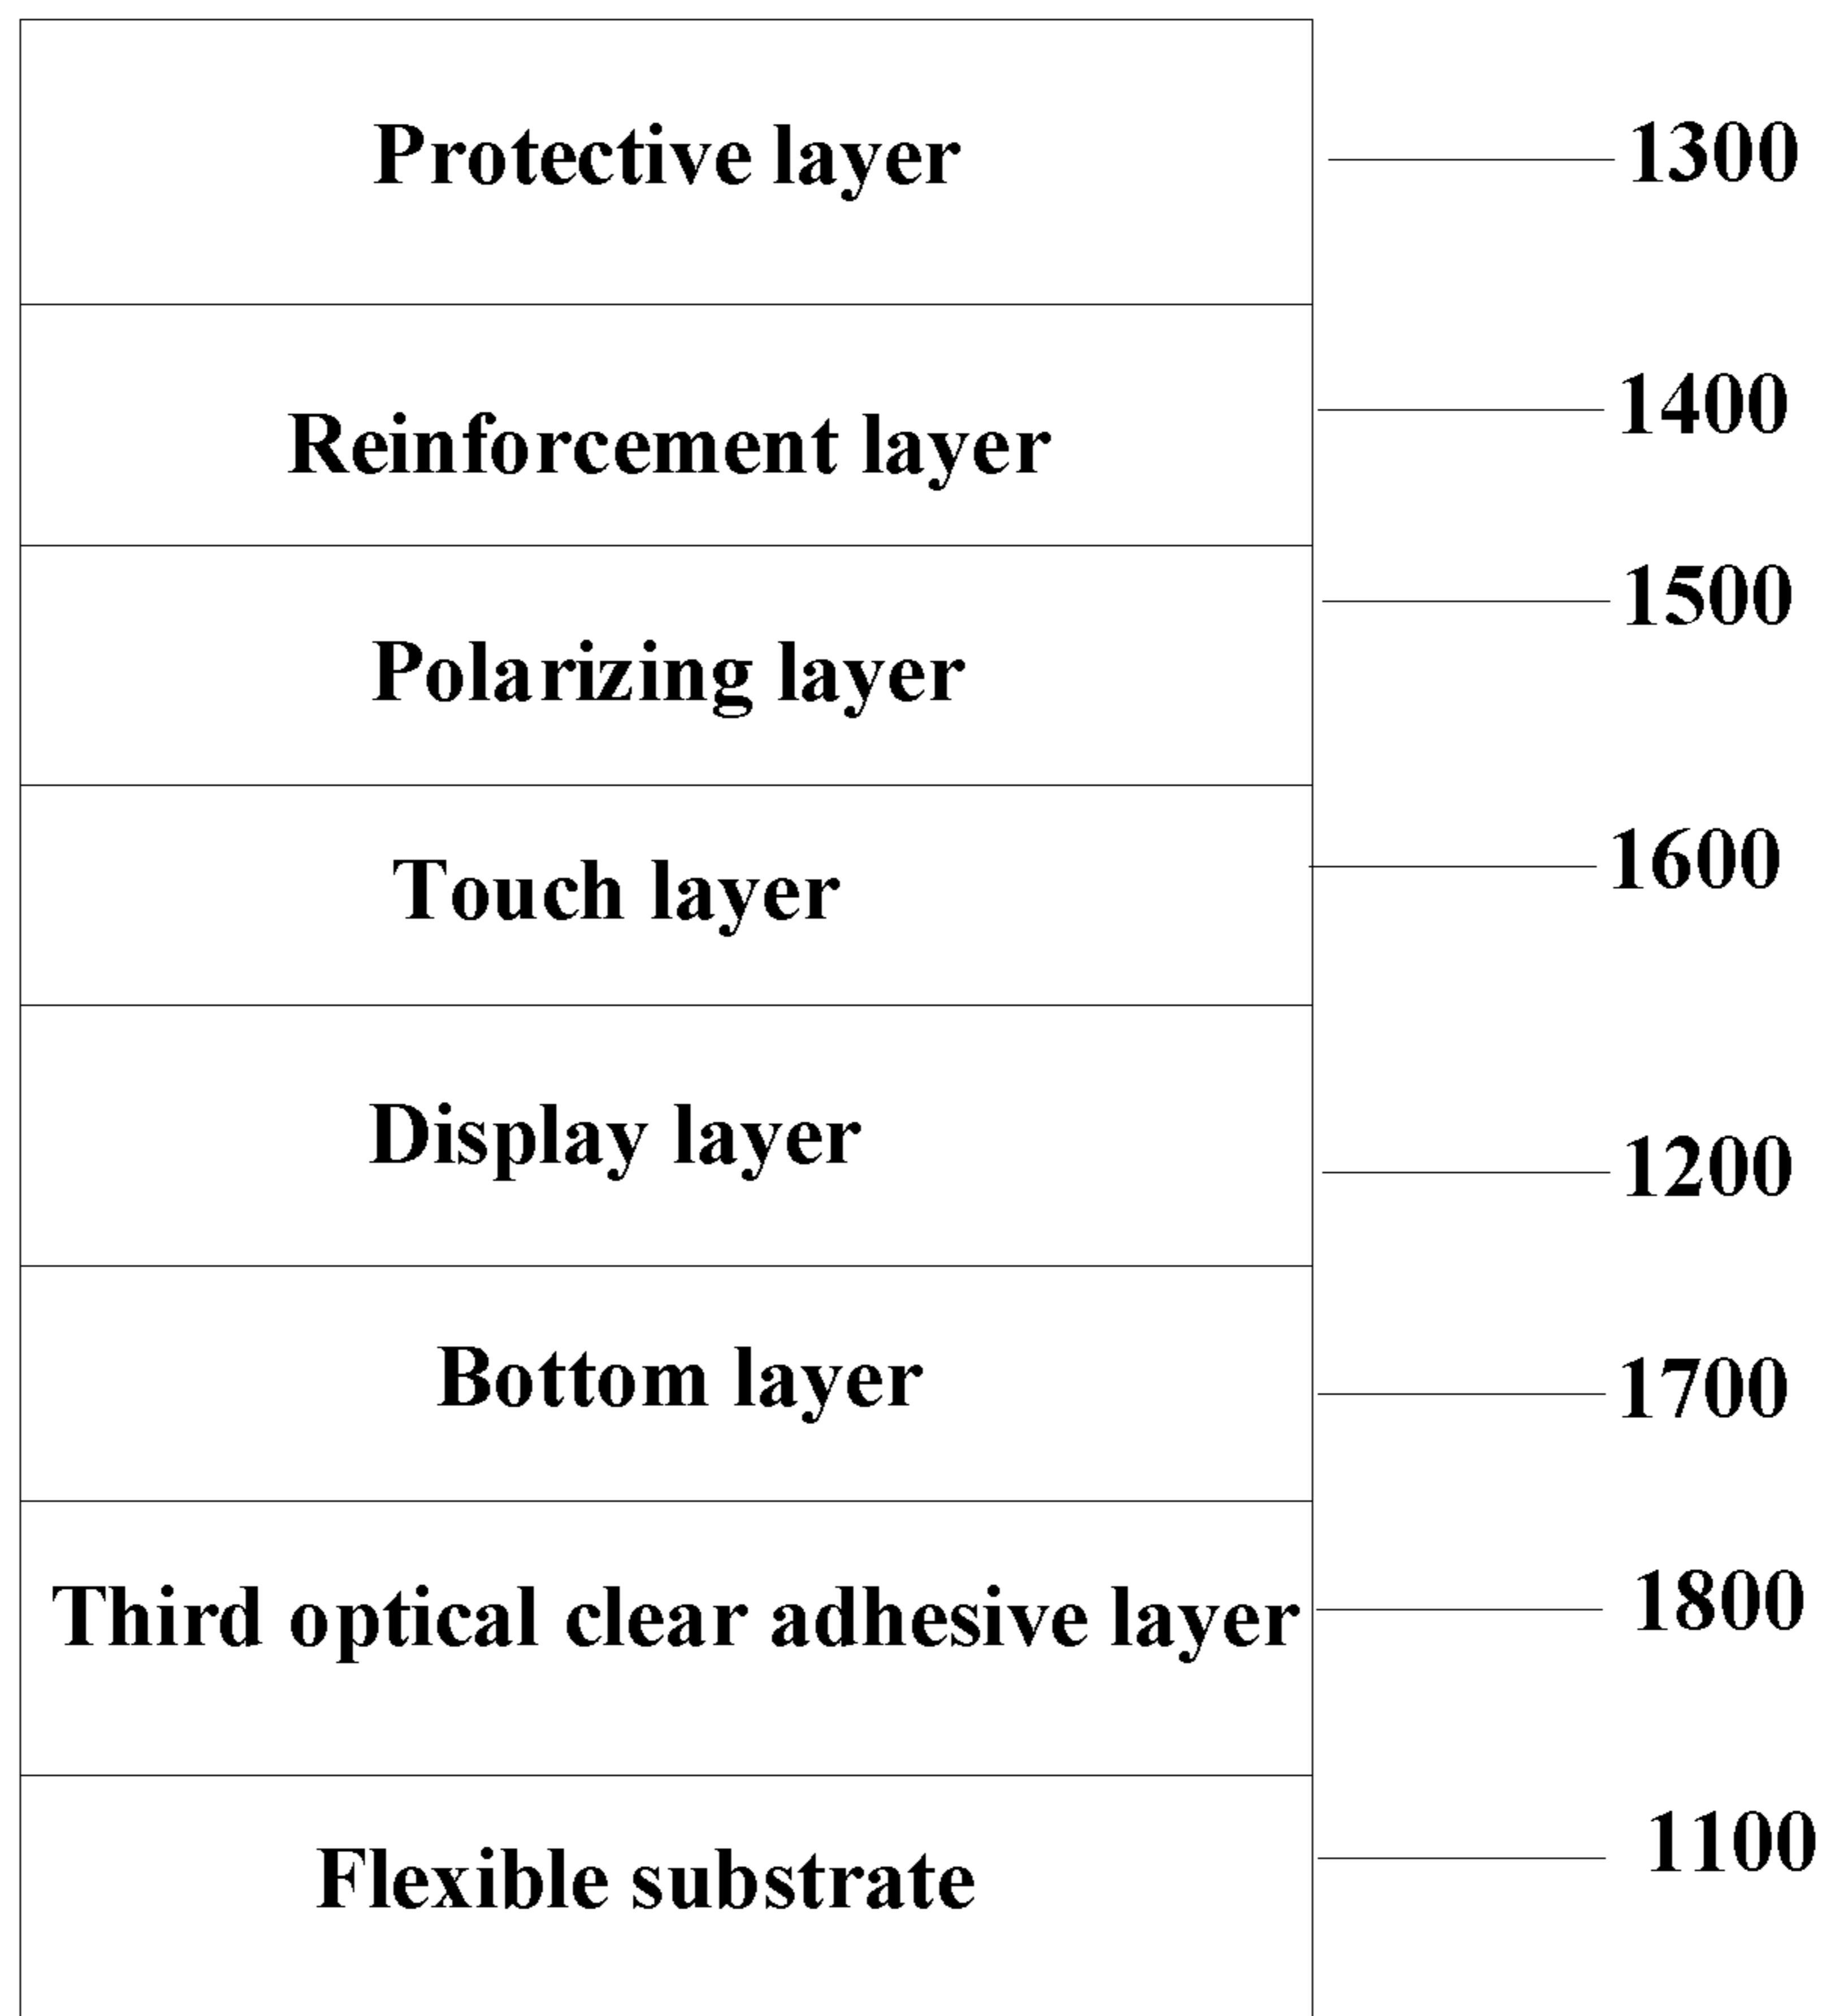 Protective layer 1300
Reinforcement layer 1400
Polarizing layer 1500
Touch layer 1600
Display layer 1200
Bottom layer 1700
Third optical clear adhesive layer 1800
Flexible substrate 1100